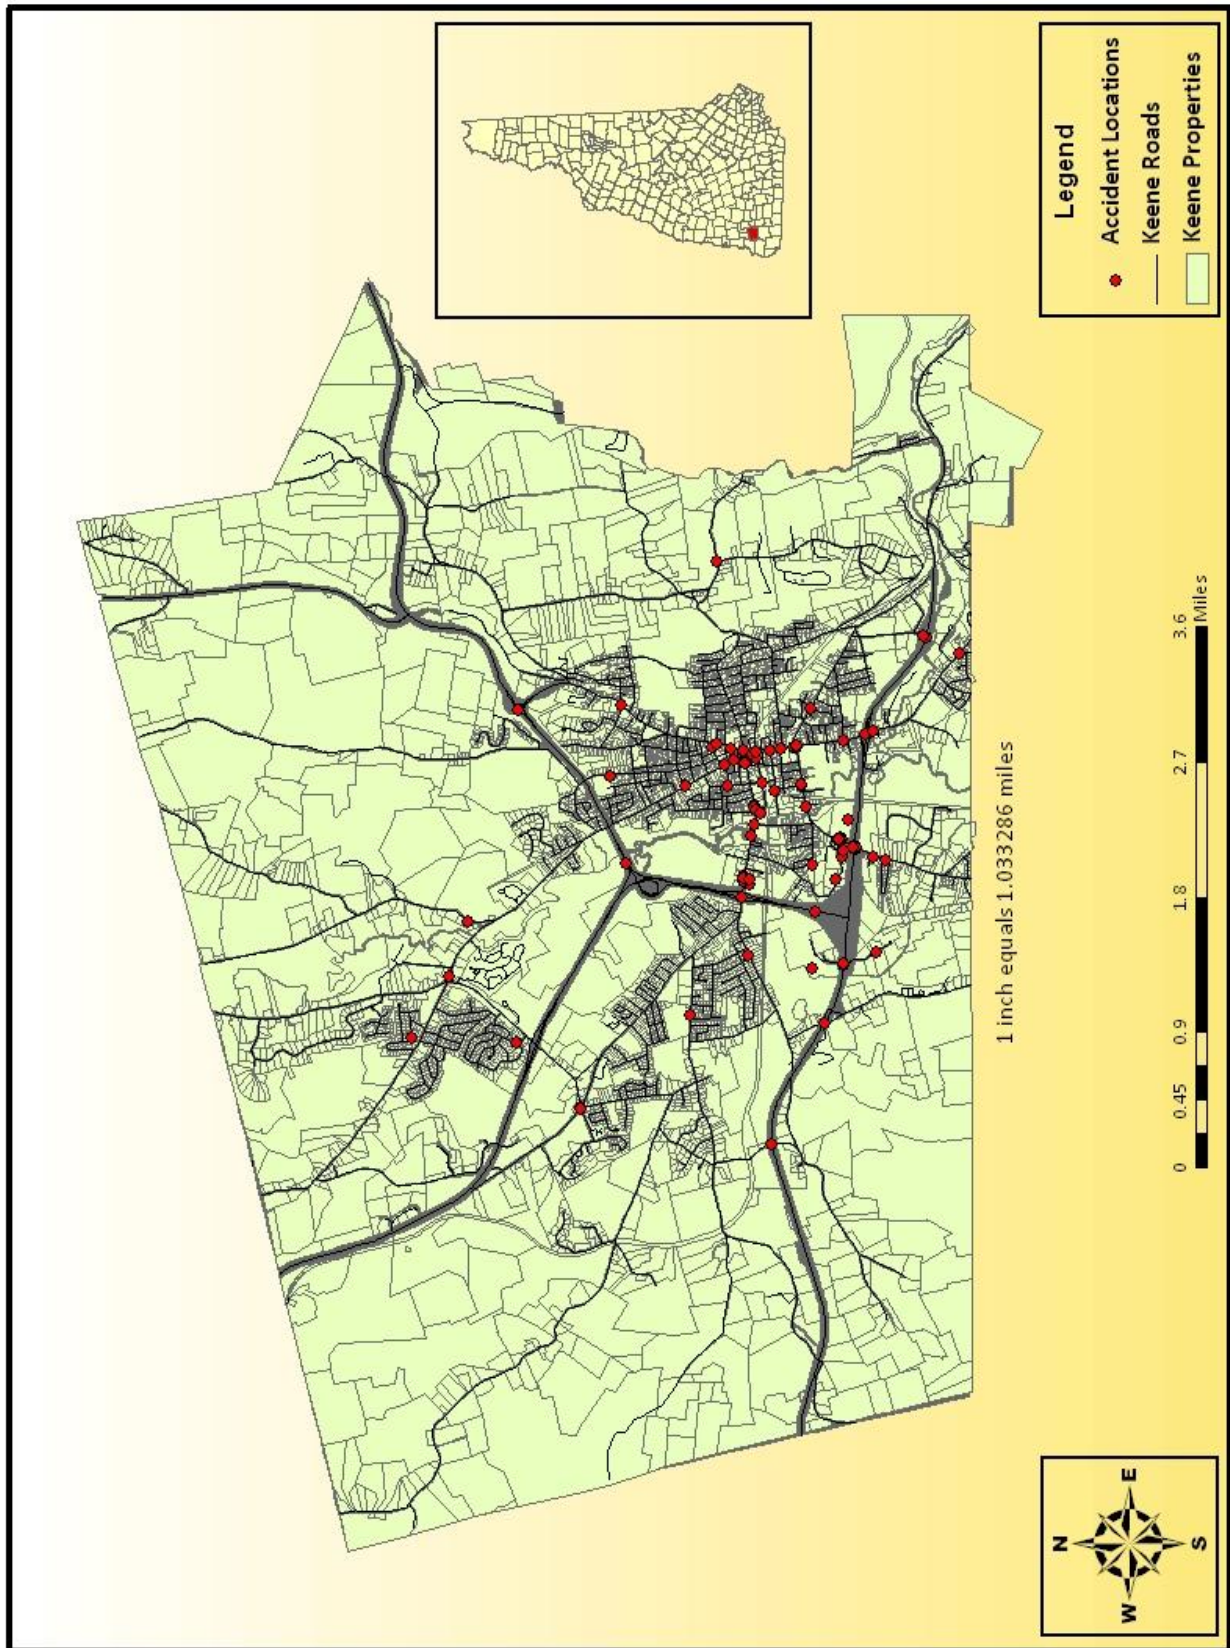 Legend
Accident Locations
Keene Roads
Keene Properties
1 inch equals 1.033286 miles
0 0.45 0.9 1.8 2.7 3.6
Miles
N
W E
S